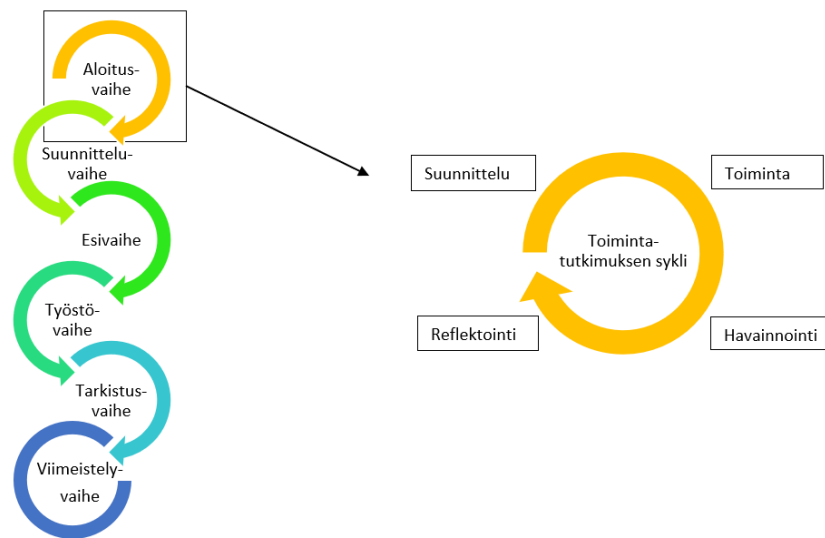 Aloitus-
vaihe
Suunnittelu-
vaihe
Esivaihe
Työstö-
vaihe
Tarkistus-
vaihe
Viimeistely-
vaihe
Suunnittelu
Toiminta
Toiminta-
tutkimuksen sykli
Reflektointi
Havainnointi